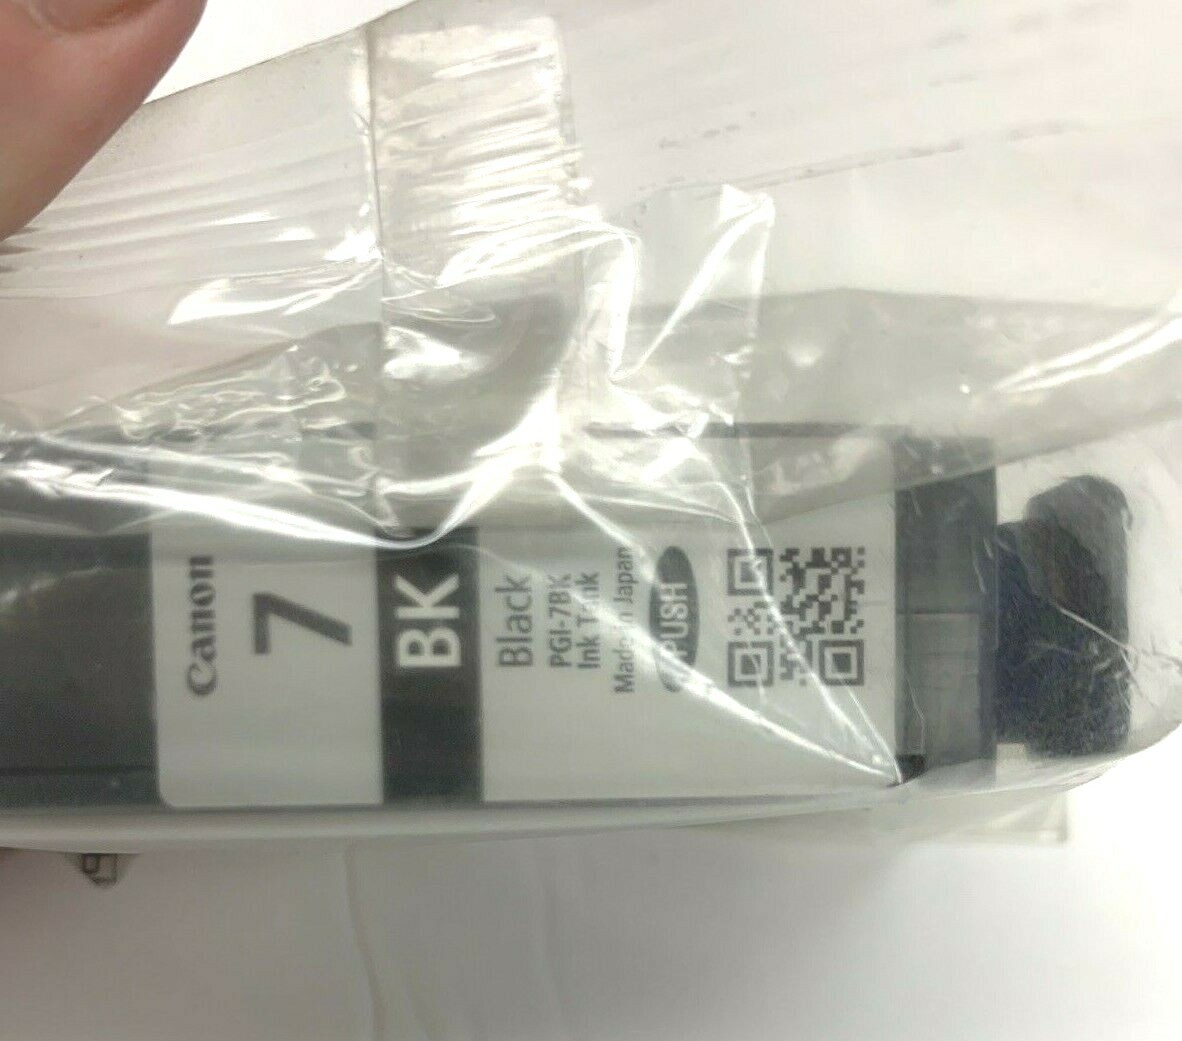 Canon
7
BK
Black
PGI-7BK
Ink Tank
Made in Japan
PUSH